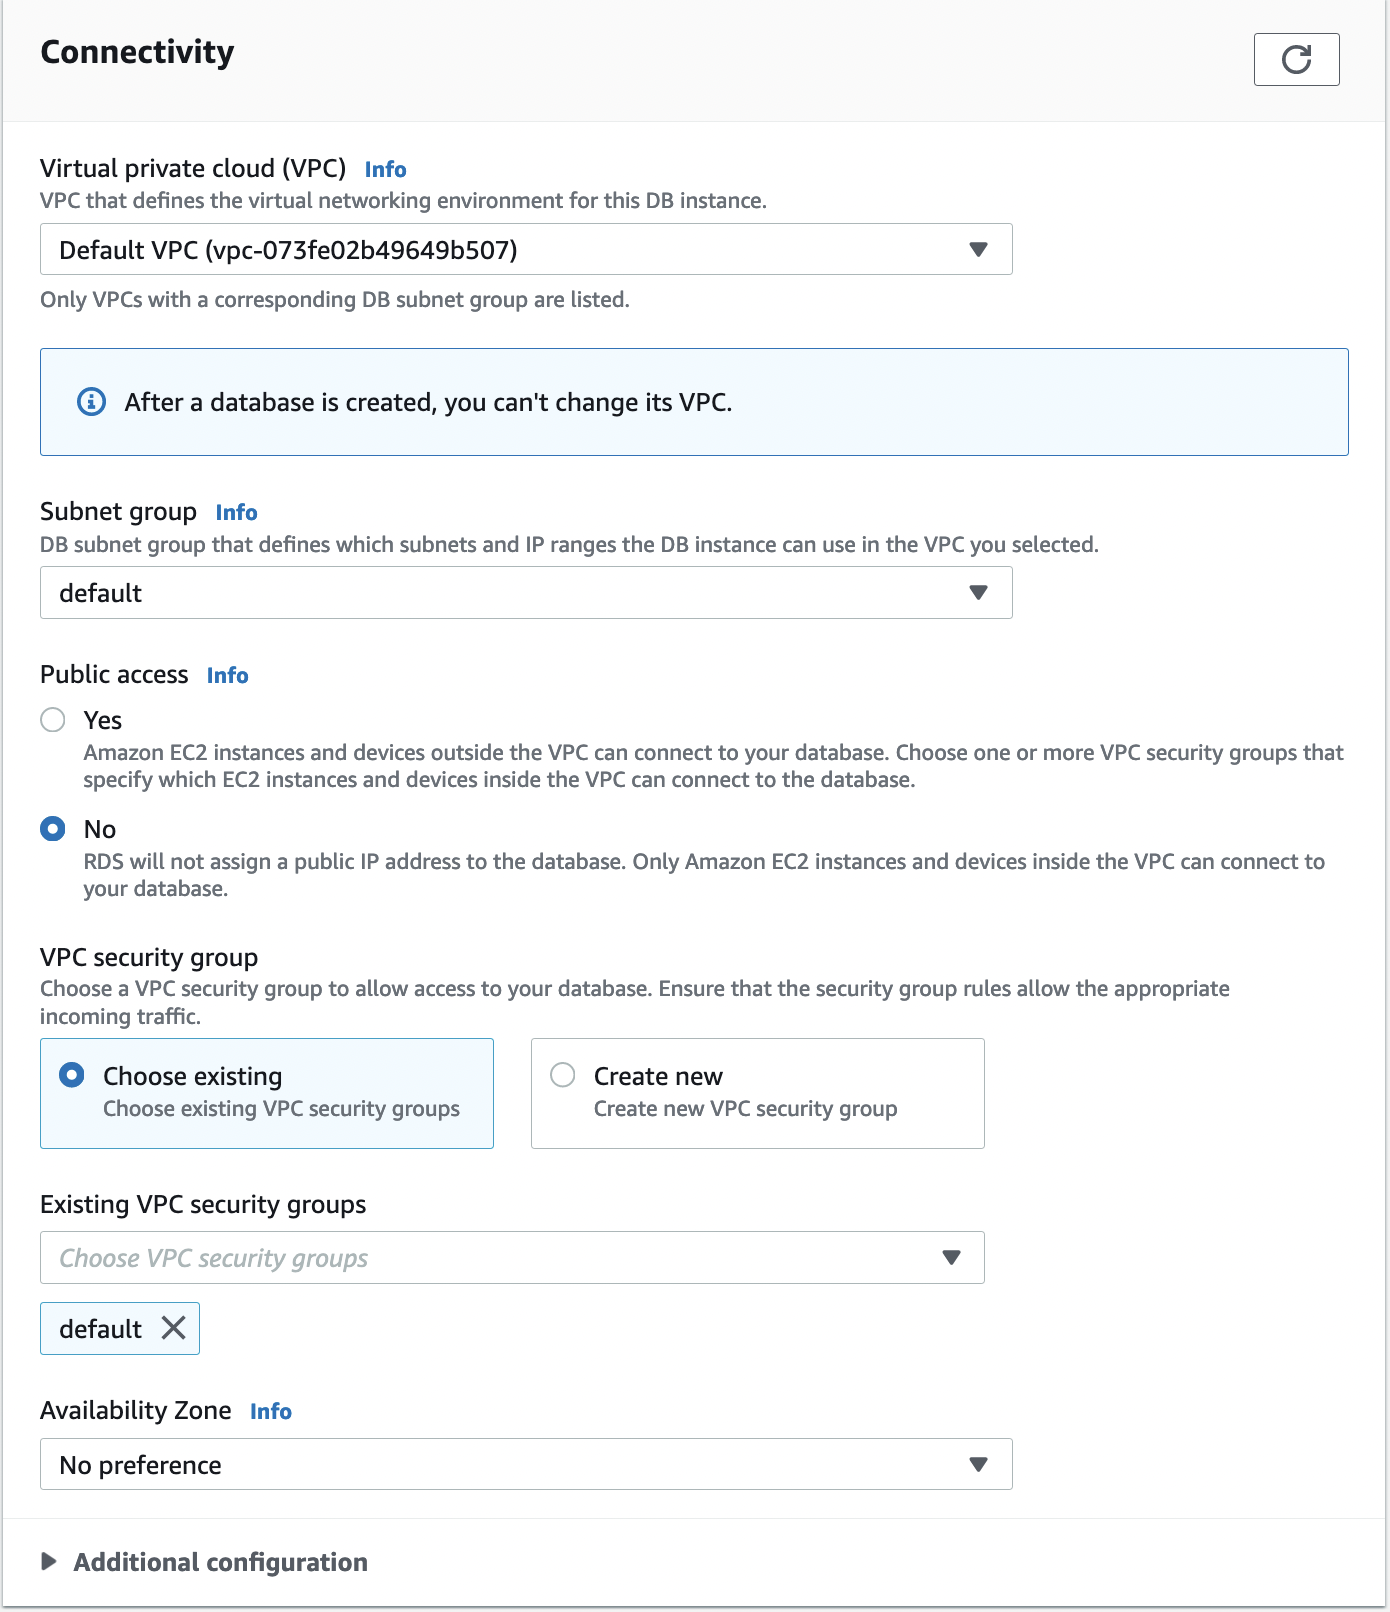 Connectivity
Virtual private cloud (VPC) Info
VPC that defines the virtual networking environment for this DB instance.
Default VPC (vpc-073fe02b49649b507)
Only VPCs with a corresponding DB subnet group are listed.
After a database is created, you can't change its VPC.
Subnet group Info
DB subnet group that defines which subnets and IP ranges the DB instance can use in the VPC you selected.
default
Public access Info
Yes
Amazon EC2 instances and devices outside the VPC can connect to your database. Choose one or more VPC security groups that
specify which EC2 instances and devices inside the VPC can connect to the database.
No
RDS will not assign a public IP address to the database. Only Amazon EC2 instances and devices inside the VPC can connect to
your database.
VPC security group
Choose a VPC security group to allow access to your database. Ensure that the security group rules allow the appropriate
incoming traffic.
Choose existing
Choose existing VPC security groups
Create new
Create new VPC security group
Existing VPC security groups
Choose VPC security groups
default
Availability Zone Info
No preference
Additional configuration